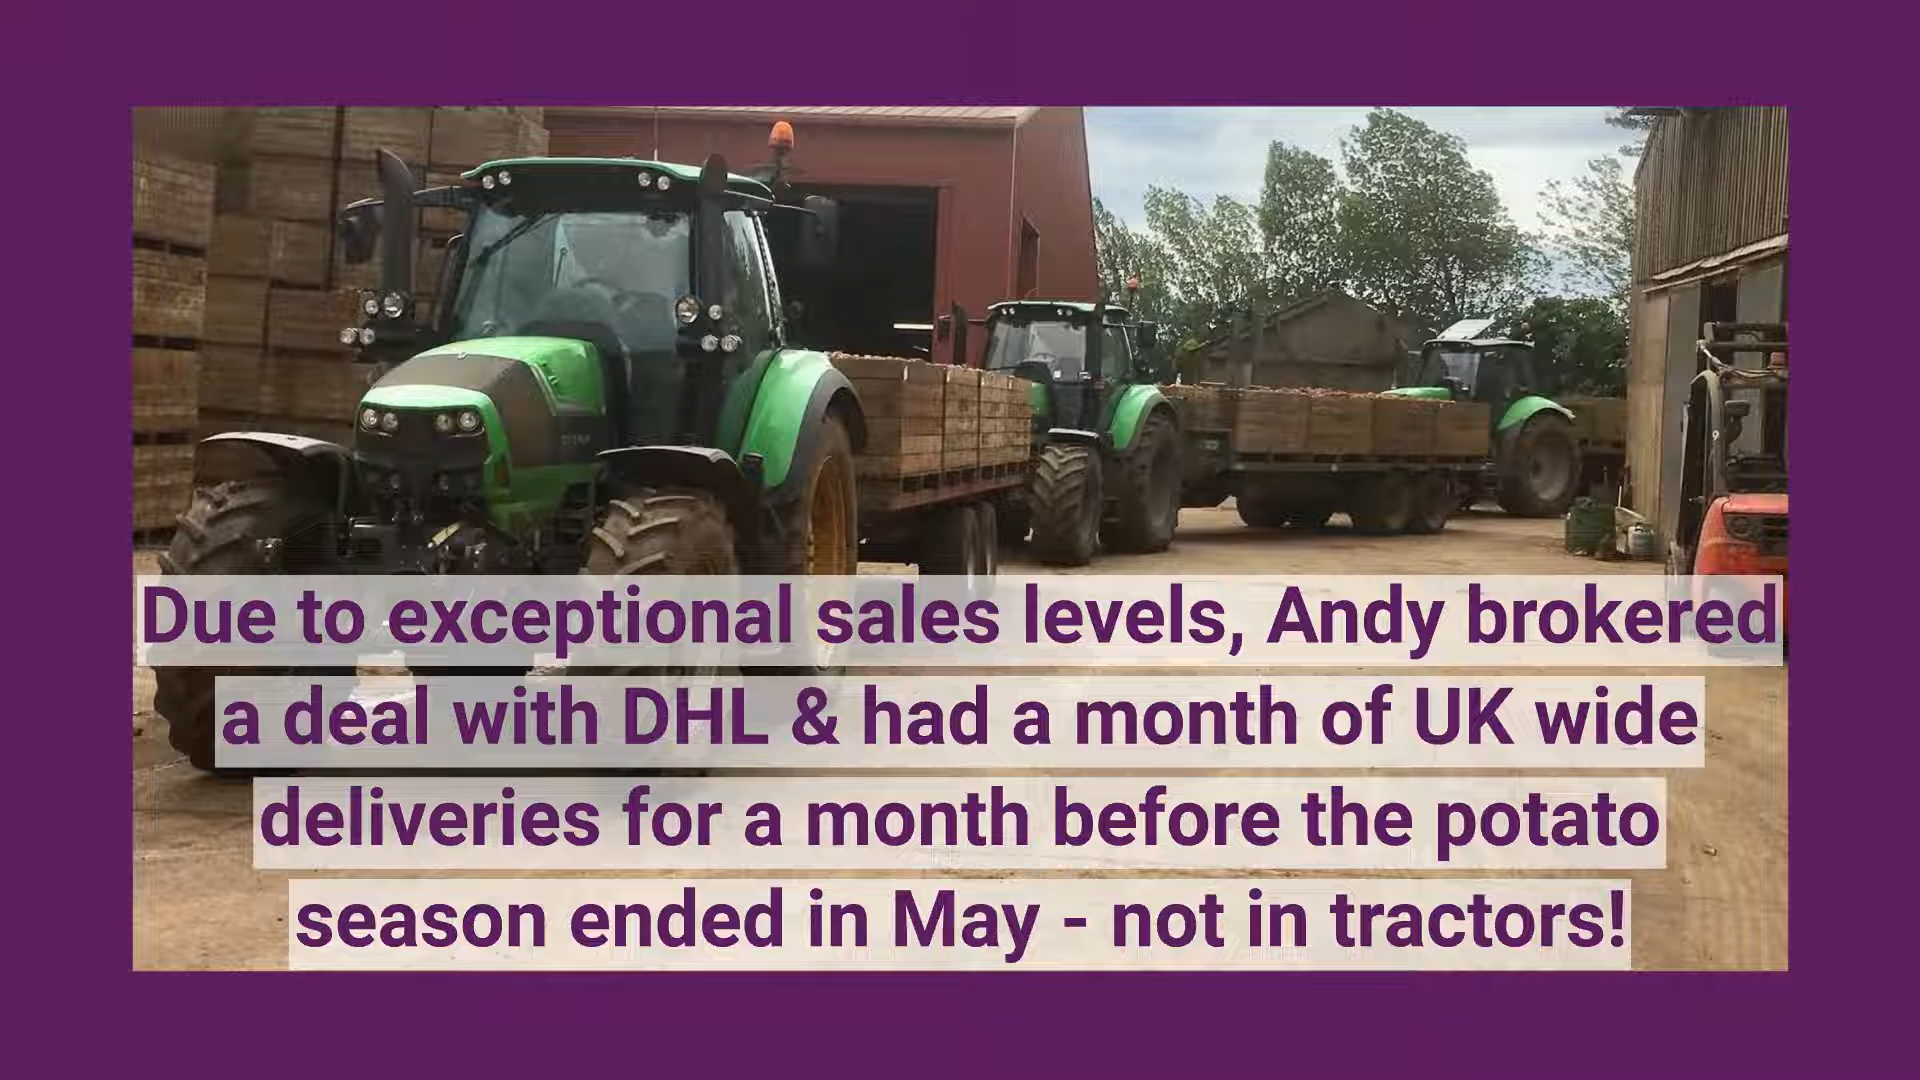 Due to exceptional sales levels, Andy brokered
a deal with DHL & had a month of UK wide
deliveries for a month before the potato
season ended in May - not in tractors!